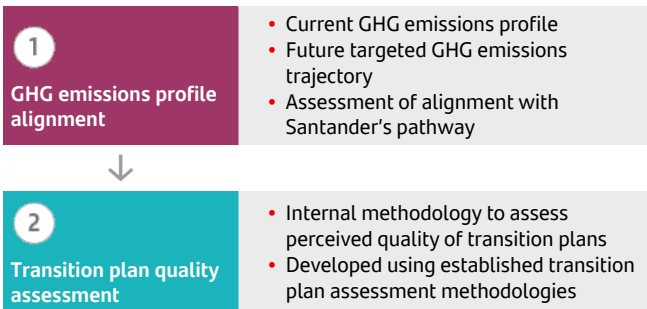 1
GHG emissions profile
alignment
• Current GHG emissions profile
• Future targeted GHG emissions
trajectory
• Assessment of alignment with
Santander's pathway
2
Transition plan quality
assessment
• Internal methodology to assess
perceived quality of transition plans
• Developed using established transition
plan assessment methodologies